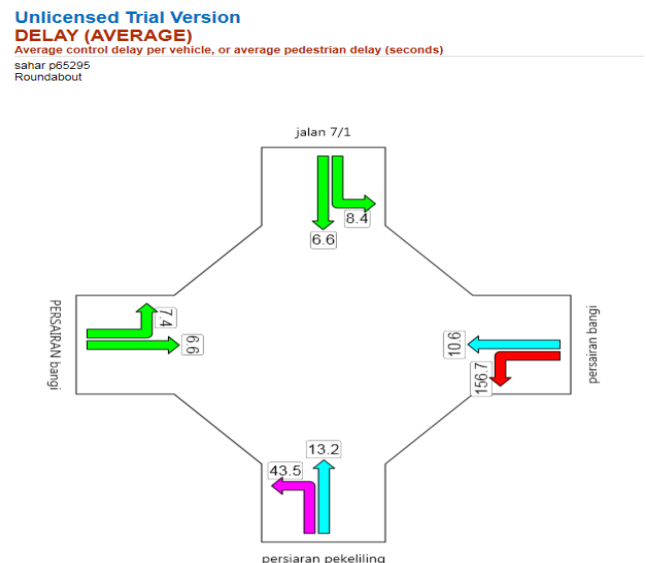 Unlicensed Trial Version
DELAY (AVERAGE)
Average control delay per vehicle, or average pedestrian delay (seconds)
sahar p65295
Roundabout
jalan 7/1
8.4
6.6
PERSAIRAN bangi
7.4
6.6
10.6
156.7
persairan bangi
13.2
43.5
persiaran pekeliling